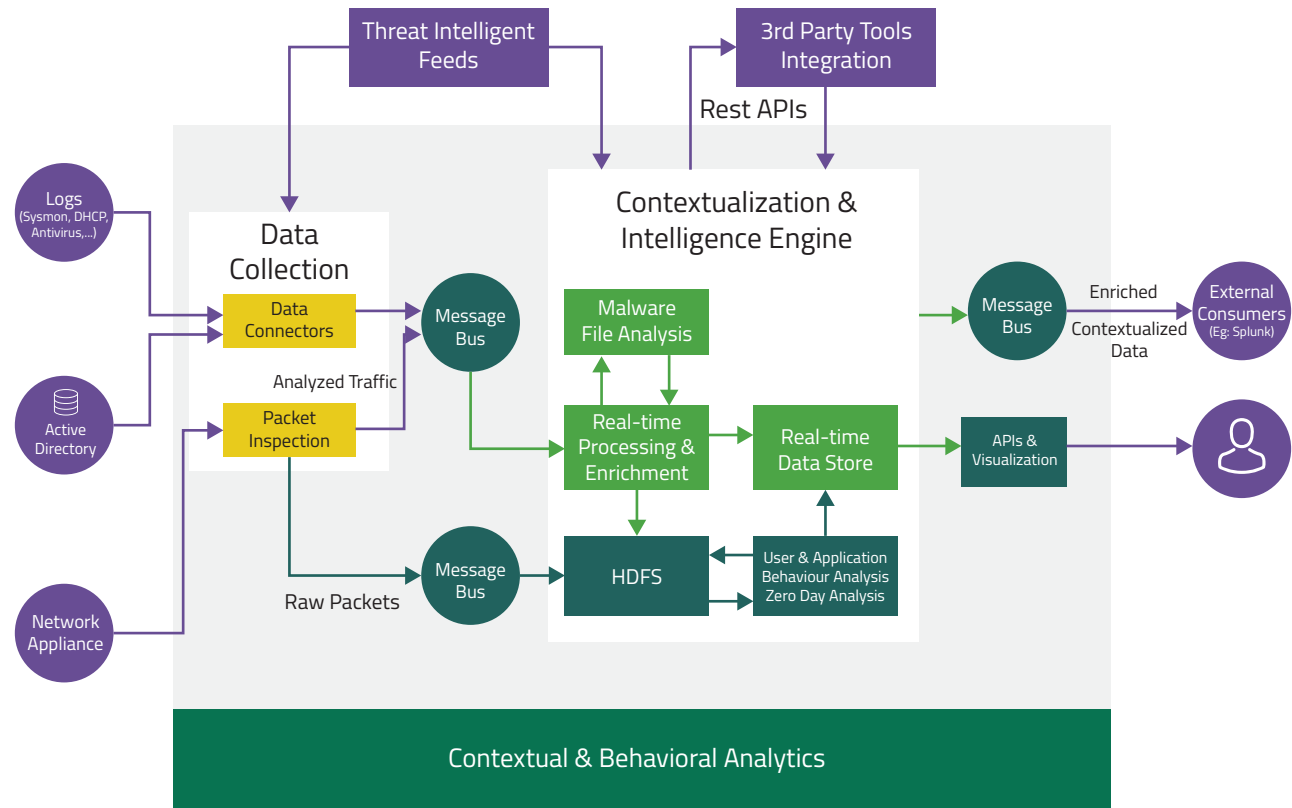 Threat Intelligent
Feeds
3rd Party Tools
Integration
Rest APIs
Logs
(Sysmon, DHCP,
Antivirus,...)
Data
Collection
Data
Connectors
Analyzed Traffic
Packet
Inspection
Active
Directory
Network
Appliance
Message
Bus
Raw Packets
Message
Bus
Contextualization &
Intelligence Engine
Malware
File Analysis
Real-time
Processing &
Enrichment
Real-time
Data Store
HDFS
User & Application
Behaviour Analysis
Zero Day Analysis
Message
Bus
Enriched
Contextualized
Data
External
Consumers
(Eg: Splunk)
APIs &
Visualization
Contextual & Behavioral Analytics